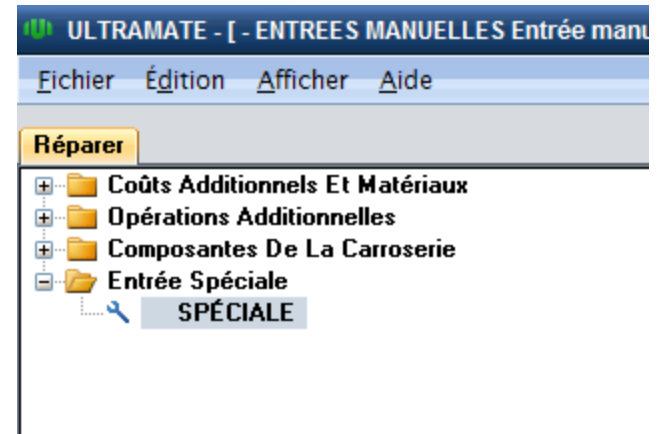 ULTRAMATE - [ - ENTREES MANUELLES Entrée manu
Fichier Édition Afficher Aide
Réparer
Coûts Additionnels Et Matériaux
Opérations Additionnelles
Composantes De La Carroserie
Entrée Spéciale
SPÉCIALE